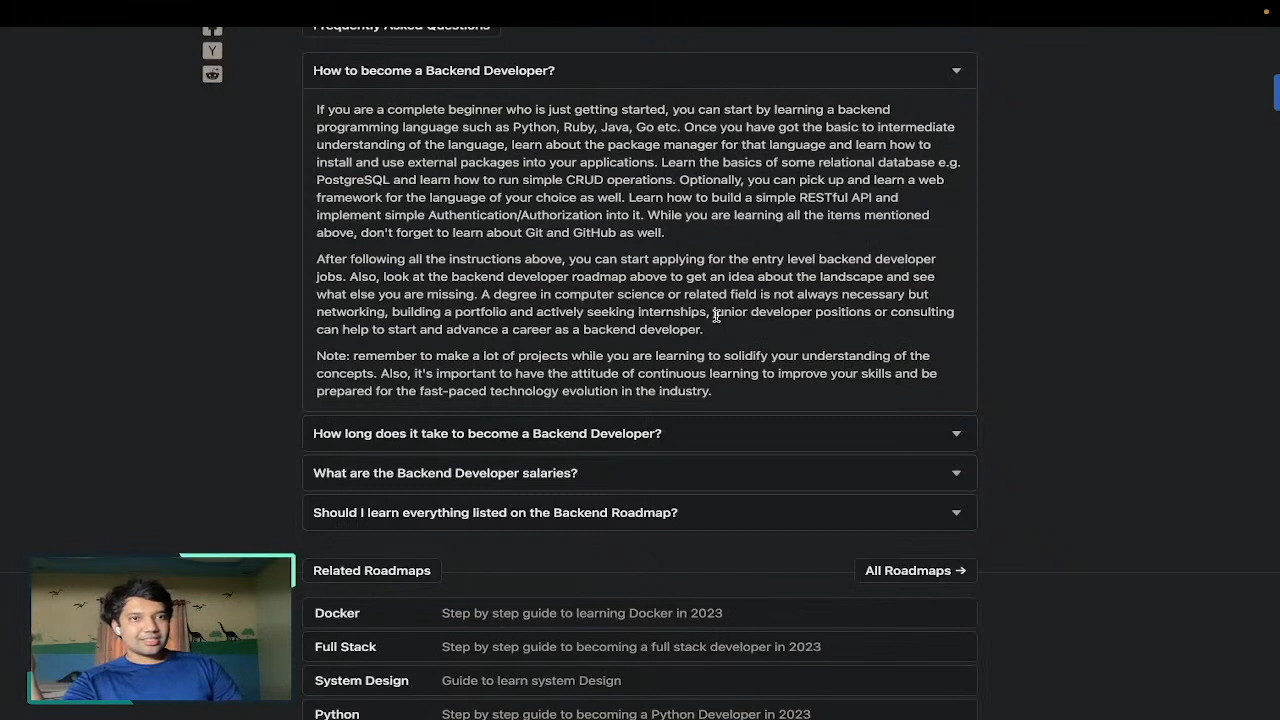 Frequently Asked Questions
Y
How to become a Backend Developer?
If you are a complete beginner who is just getting started, you can start by learning a backend
programming language such as Python, Ruby, Java, Go etc. Once you have got the basic to intermediate
understanding of the language, learn about the package manager for that language and learn how to
install and use external packages into your applications. Learn the basics of some relational database e.g.
PostgreSQL and learn how to run simple CRUD operations. Optionally, you can pick up and learn a web
framework for the language of your choice as well. Learn how to build a simple RESTful API and
implement simple Authentication/Authorization into it. While you are learning all the items mentioned
above, don't forget to learn about Git and GitHub as well.
After following all the instructions above, you can start applying for the entry level backend developer
jobs. Also, look at the backend developer roadmap above to get an idea about the landscape and see
what else you are missing. A degree in computer science or related field is not always necessary but
networking, building a portfolio and actively seeking internships, junior developer positions or consulting
can help to start and advance a career as a backend developer.
Note: remember to make a lot of projects while you are learning to solidify your understanding of the
concepts. Also, it's important to have the attitude of continuous learning to improve your skills and be
prepared for the fast-paced technology evolution in the industry.
How long does it take to become a Backend Developer?
What are the Backend Developer salaries?
Should I learn everything listed on the Backend Roadmap?
Related Roadmaps
All Roadmaps →
Docker Step by step guide to learning Docker in 2023
Full Stack Step by step guide to becoming a full stack developer in 2023
System Design Guide to learn system Design
Python Step by step guide to becoming a Python Developer in 2023